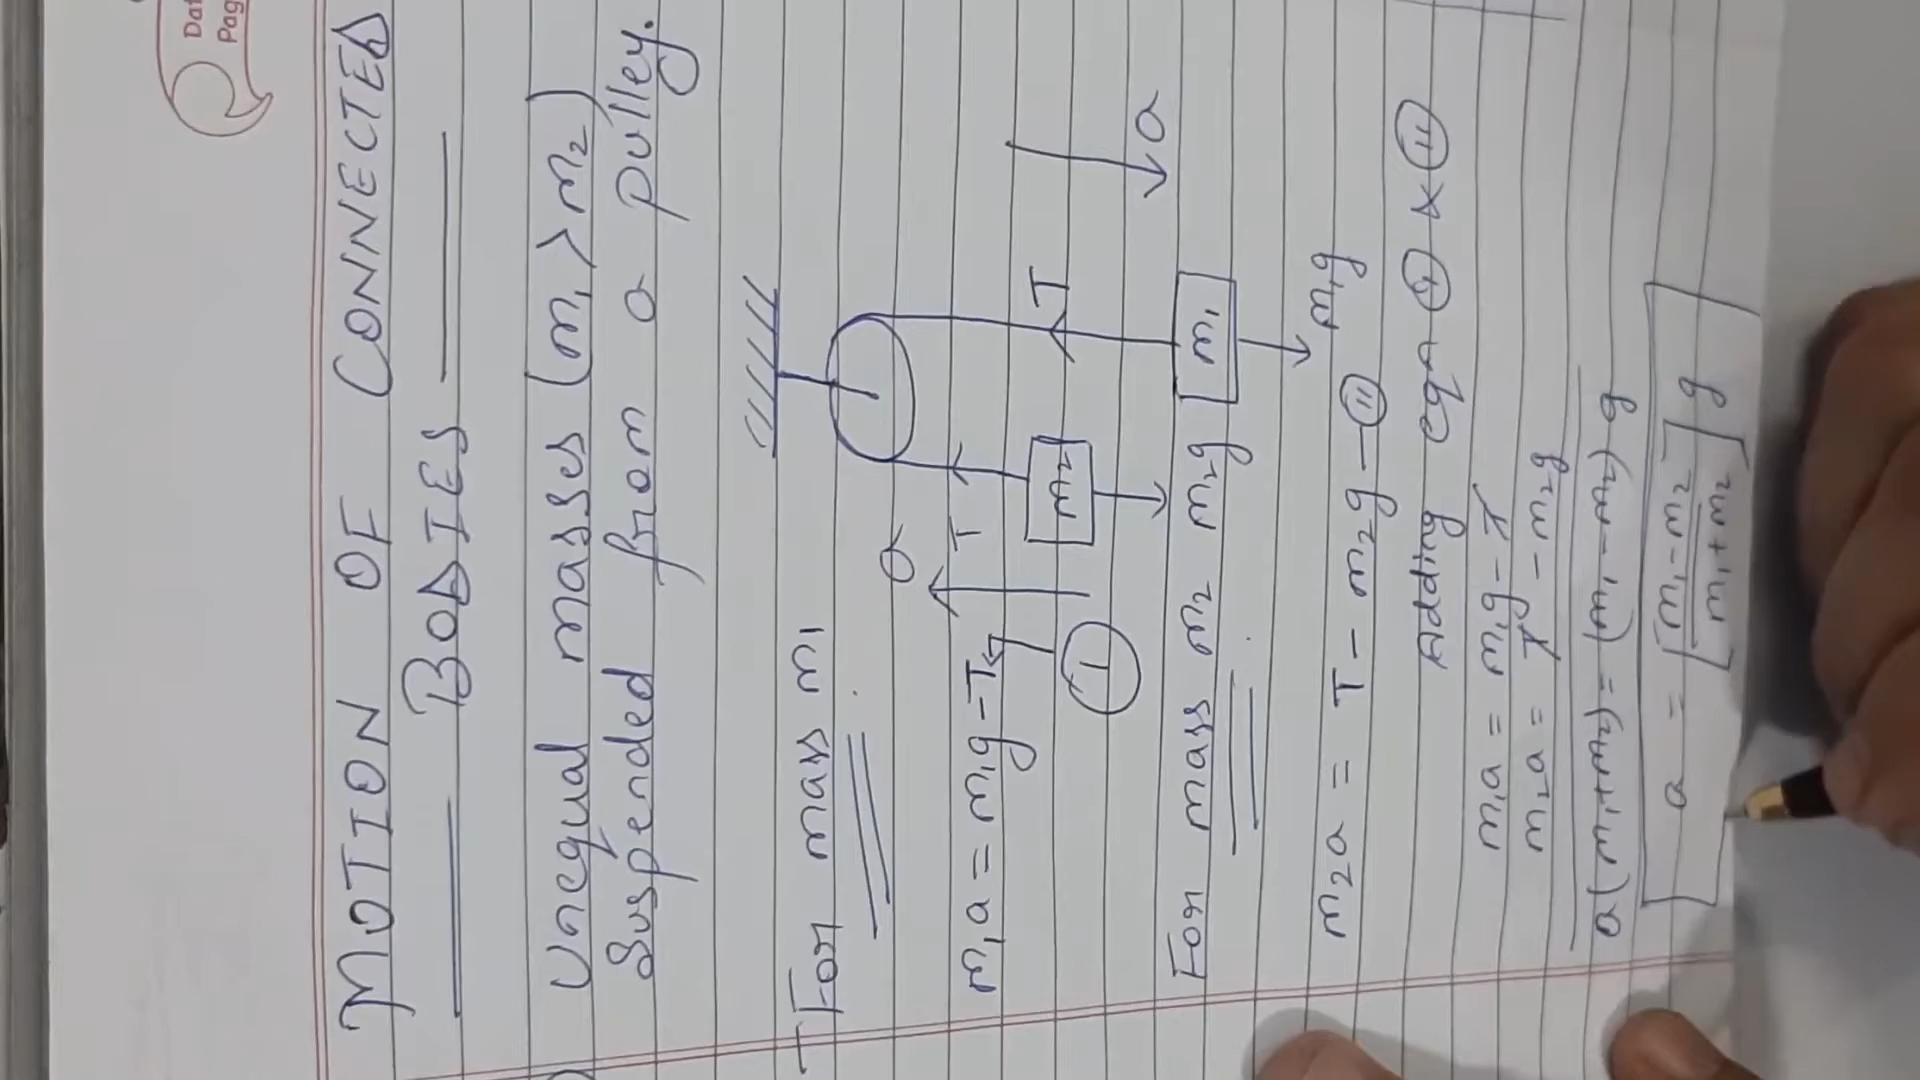 Dat
Pag
MOTION OF CONNECTED
BODIES
Unequal masses (m₁ > m₂)
Suspended from a pulley.
For mass m₁
a
T
T
a
m₂
m₁
m₁a = m₁g - T
I
m₂g
m₁g
For mass m₂
m₂a = T - m₂g - II
Adding eqn I & II
m₁a = m₁g - T
m₂a = T - m₂g
a(m₁+m₂) = (m₁-m₂)g
a = [m₁-m₂ / m₁+m₂] g